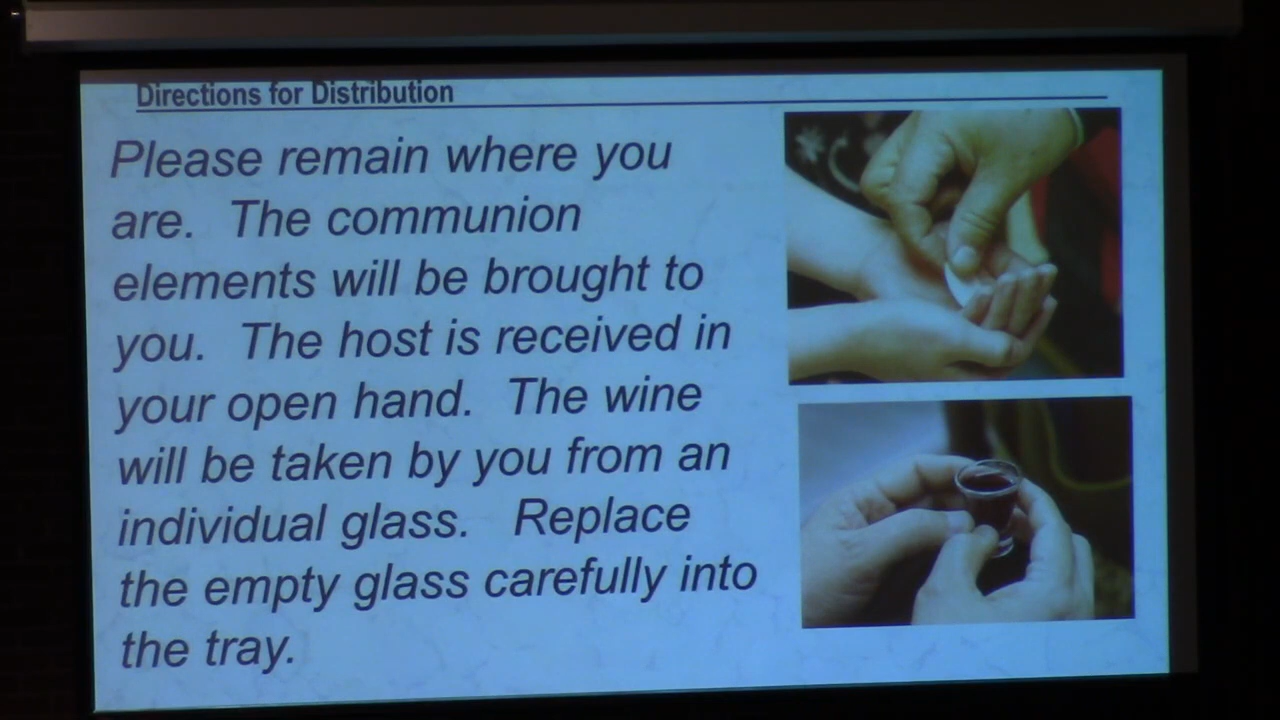 Directions for Distribution
Please remain where you
are. The communion
elements will be brought to
you. The host is received in
your open hand. The wine
will be taken by you from an
individual glass. Replace
the empty glass carefully into
the tray.